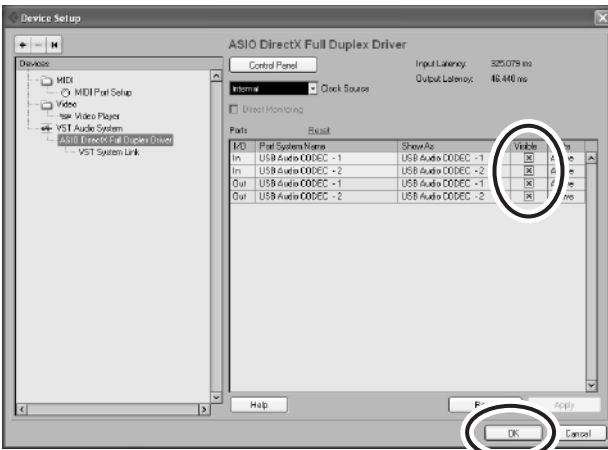 Device Setup
ASIO DirectX Full Duplex Driver
Devices
MIDI
MIDI Port Setup
Video
Video Player
VST Audio System
ASIO DirectX Full Duplex Driver
VST System Link
Control Panel
Input Latency: 325.079 ms
Output Latency: 46.440 ms
Internal
Clock Source
Direct Monitoring
Ports
Reset
I/O Port System Name Show As Visible
In USB Audio CODEC - 1 USB Audio CODEC - 1
In USB Audio CODEC - 2 USB Audio CODEC - 2
Out USB Audio CODEC - 1 USB Audio CODEC - 1
Out USB Audio CODEC - 2 USB Audio CODEC - 2
Help
Apply
OK
Cancel